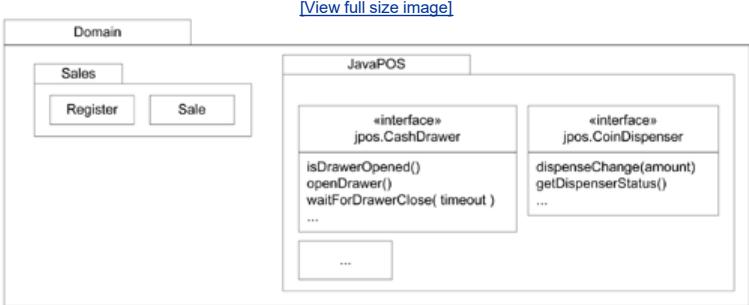 [View full size image]
Domain
Sales
Register
Sale
JavaPOS
«interface»
jpos.CashDrawer
isDrawerOpened()
openDrawer()
waitForDrawerClose( timeout )
...
«interface»
jpos.CoinDispenser
dispenseChange(amount)
getDispenserStatus()
...
...